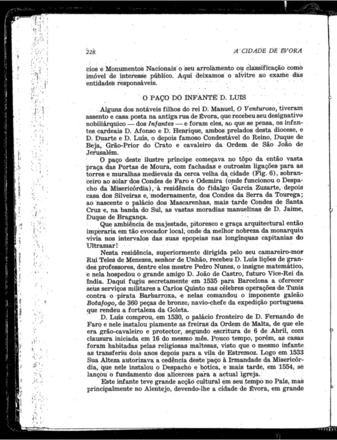 228 A CIDADE DE ÉVORA
cios e Monumentos Nacionais o seu arrolamento ou classificação como
imóvel de interesse público. Aqui deixamos o alvitre ao exame das
entidades responsáveis.
O PAÇO DO INFANTE D. LUIS
Alguns dos notáveis filhos do rei D. Manuel, O Venturoso, tiveram
assento e casa posta na antiga rua de Évora, que recebeu seu designativo
nobiliárquico — dos Infantes — e foram eles, ao que se pensa, os infan-
tes cardeais D. Afonso e D. Henrique, ambos prelados desta diocese, e
D. Duarte e D. Luís, o depois famoso Condestável do Reino, Duque de
Beja, Grão-Prior do Crato e cavaleiro da Ordem de São João de
Jerusalém.
O paço deste ilustre príncipe começava no tôpo da então vasta
praça das Portas de Moura, com fachadas e outrosim ligações para as
torres e muralhas medievais da cerca velha da cidade (Fig. 6), sobran-
ceiro ao solar dos Condes de Faro e Odemira (onde funcionou o Despa-
cho da Misericórdia), à residência do fidalgo Garcia Zuzarte, depois
casa dos Silveiras e, modernamente, dos Condes da Serra da Tourega;
ao nascente o palácio dos Mascarenhas, mais tarde Condes de Santa
Cruz e, na banda do Sul, as vastas moradias manuelinas de D. Jaime,
Duque de Bragança.
Que ambiência de majestade, pitoresco e graça arquitectural então
imperaria em tão evocador local, onde da melhor nobreza da monarquia
vivia nos intervalos das suas epopeias nas longínquas capitanias do
Ultramar!
Nesta residência, superiormente dirigida pelo seu camareiro-mor
Rui Teles de Meneses, senhor de Unhão, recebeu D. Luís lições de gran-
des professores, dentre eles mestre Pedro Nunes, o insigne matemático,
e nela hospedou o grande amigo D. João de Castro, futuro Vice-Rei da
India. Daqui fugiu secretamente em 1535 para Barcelona a oferecer
seus serviços militares a Carlos Quinto nas célebres operações de Tunis
contra o pirata Barbarroxa, e nelas comandou o imponente galeão
Botafogo, de 360 peças de bronze, navio-chefe da expedição portuguesa
que rendeu a fortaleza da Goleta.
D. Luís comprou, em 1530, o palácio fronteiro de D. Fernando de
Faro e nele instalou piamente as freiras da Ordem de Malta, de que ele
era grão-cavaleiro e protector, segundo escritura de 6 de Abril, com
clausura iniciada em 16 do mesmo mês. Pouco tempo, porém, as casas
foram habitadas pelas religiosas maltesas, visto que o mesmo infante
as transferiu dois anos depois para a vila de Estremoz. Logo em 1533
Sua Alteza autorizava a cedência deste paço à Irmandade da Misericór-
dia, que nele instalou o Despacho e botica, e mais tarde, em 1554, se
lançou o fundamento dos alicerces para a actual igreja.
Este infante teve grande acção cultural em seu tempo no País, mas
principalmente no Alentejo, devendo-lhe a cidade de Évora, em grande